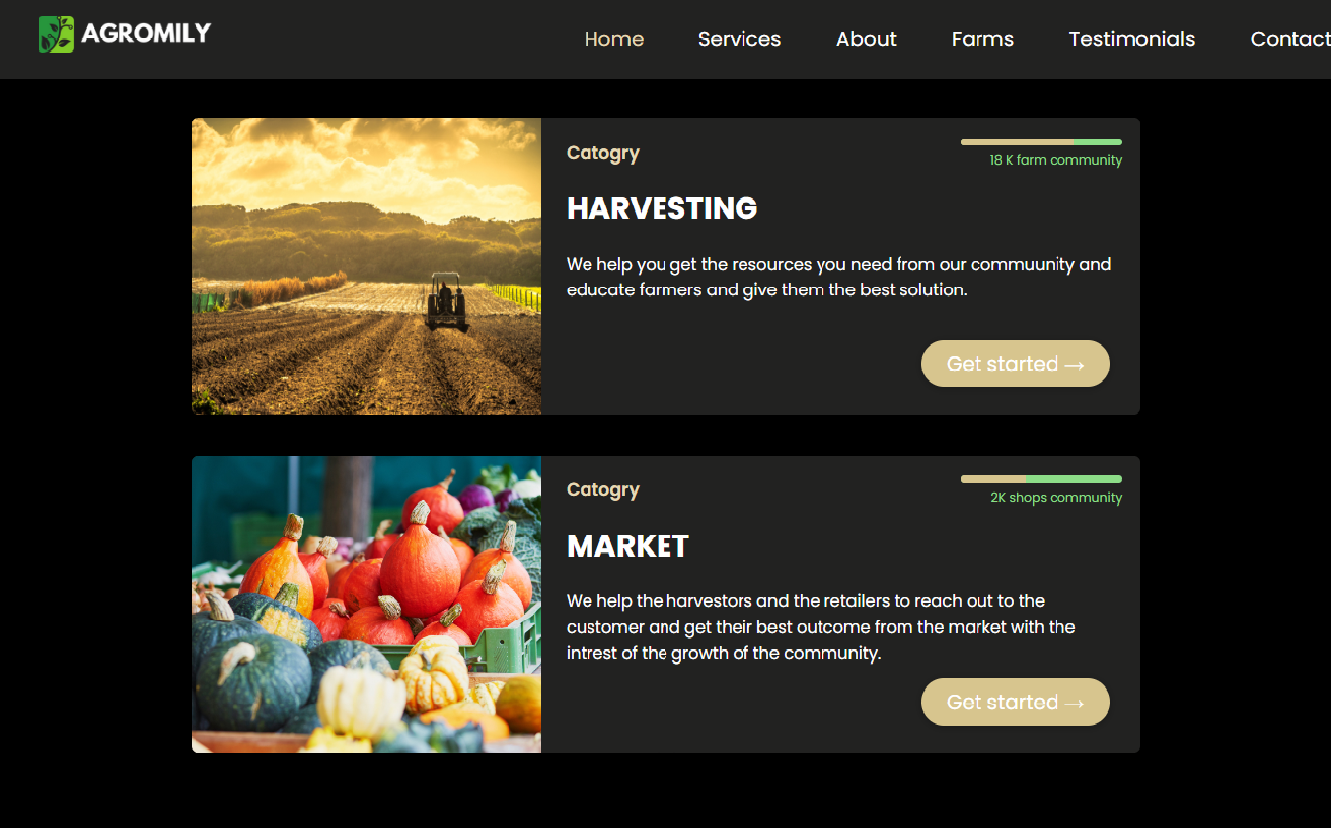 AGROMILY
Home Services About Farms Testimonials Contact
Catogry
18 K farm community
HARVESTING
We help you get the resources you need from our commuunity and
educate farmers and give them the best solution.
Get started →
Catogry
2K shops community
MARKET
We help the harvestors and the retailers to reach out to the
customer and get their best outcome from the market with the
intrest of the growth of the community.
Get started →